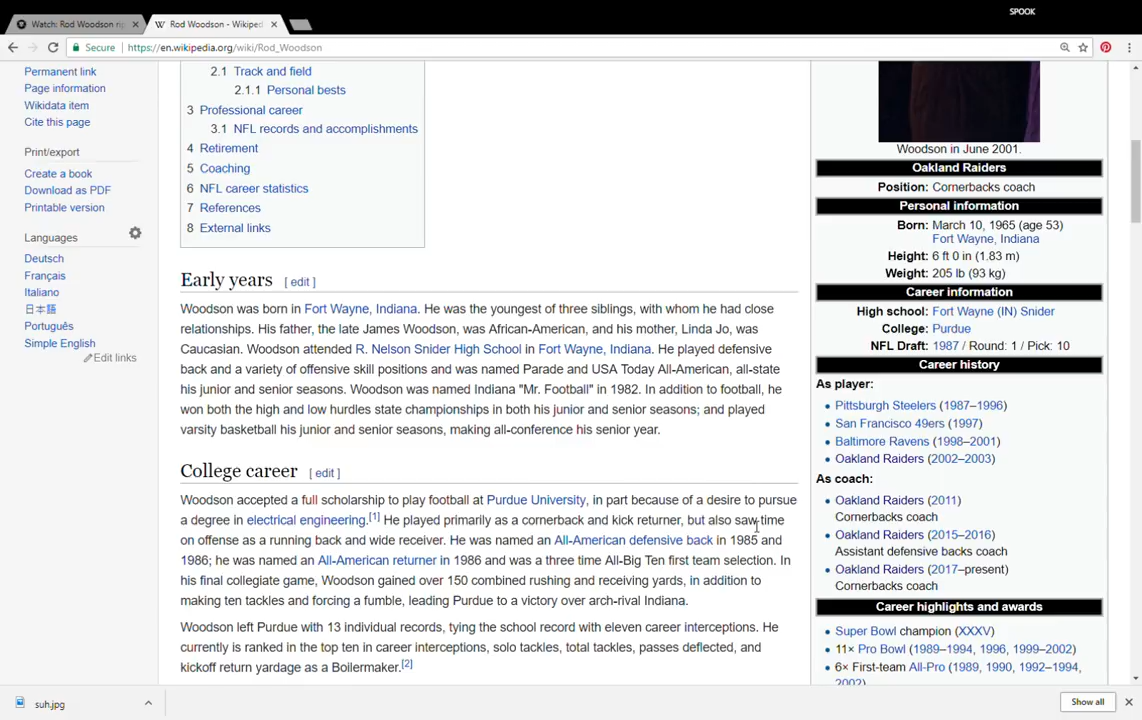 SPOOK
Watch: Rod Woodson rip
Rod Woodson - Wikiped
Secure
https://en.wikipedia.org/wiki/Rod_Woodson
Permanent link
Page information
Wikidata item
Cite this page
Print/export
Create a book
Download as PDF
Printable version
Languages
Deutsch
Français
Italiano
日本語
Português
Simple English
Edit links
2.1 Track and field
2.1.1 Personal bests
3 Professional career
3.1 NFL records and accomplishments
4 Retirement
5 Coaching
6 NFL career statistics
7 References
8 External links
Early years [ edit ]
Woodson was born in Fort Wayne, Indiana. He was the youngest of three siblings, with whom he had close
relationships. His father, the late James Woodson, was African-American, and his mother, Linda Jo, was
Caucasian. Woodson attended R. Nelson Snider High School in Fort Wayne, Indiana. He played defensive
back and a variety of offensive skill positions and was named Parade and USA Today All-American, all-state
his junior and senior seasons. Woodson was named Indiana "Mr. Football" in 1982. In addition to football, he
won both the high and low hurdles state championships in both his junior and senior seasons; and played
varsity basketball his junior and senior seasons, making all-conference his senior year.
College career [ edit ]
Woodson accepted a full scholarship to play football at Purdue University, in part because of a desire to pursue
a degree in electrical engineering.[1] He played primarily as a cornerback and kick returner, but also saw time
on offense as a running back and wide receiver. He was named an All-American defensive back in 1985 and
1986; he was named an All-American returner in 1986 and was a three time All-Big Ten first team selection. In
his final collegiate game, Woodson gained over 150 combined rushing and receiving yards, in addition to
making ten tackles and forcing a fumble, leading Purdue to a victory over arch-rival Indiana.
Woodson left Purdue with 13 individual records, tying the school record with eleven career interceptions. He
currently is ranked in the top ten in career interceptions, solo tackles, total tackles, passes deflected, and
kickoff return yardage as a Boilermaker.[2]
Woodson in June 2001.
Oakland Raiders
Position: Cornerbacks coach
Personal information
Born: March 10, 1965 (age 53)
Fort Wayne, Indiana
Height: 6 ft 0 in (1.83 m)
Weight: 205 lb (93 kg)
Career information
High school: Fort Wayne (IN) Snider
College: Purdue
NFL Draft: 1987 / Round: 1 / Pick: 10
Career history
As player:
Pittsburgh Steelers (1987–1996)
San Francisco 49ers (1997)
Baltimore Ravens (1998–2001)
Oakland Raiders (2002–2003)
As coach:
Oakland Raiders (2011)
Cornerbacks coach
Oakland Raiders (2015–2016)
Assistant defensive backs coach
Oakland Raiders (2017–present)
Cornerbacks coach
Career highlights and awards
Super Bowl champion (XXXV)
11× Pro Bowl (1989–1994, 1996, 1999–2002)
6× First-team All-Pro (1989, 1990, 1992–1994,
2002)
suh.jpg
Show all